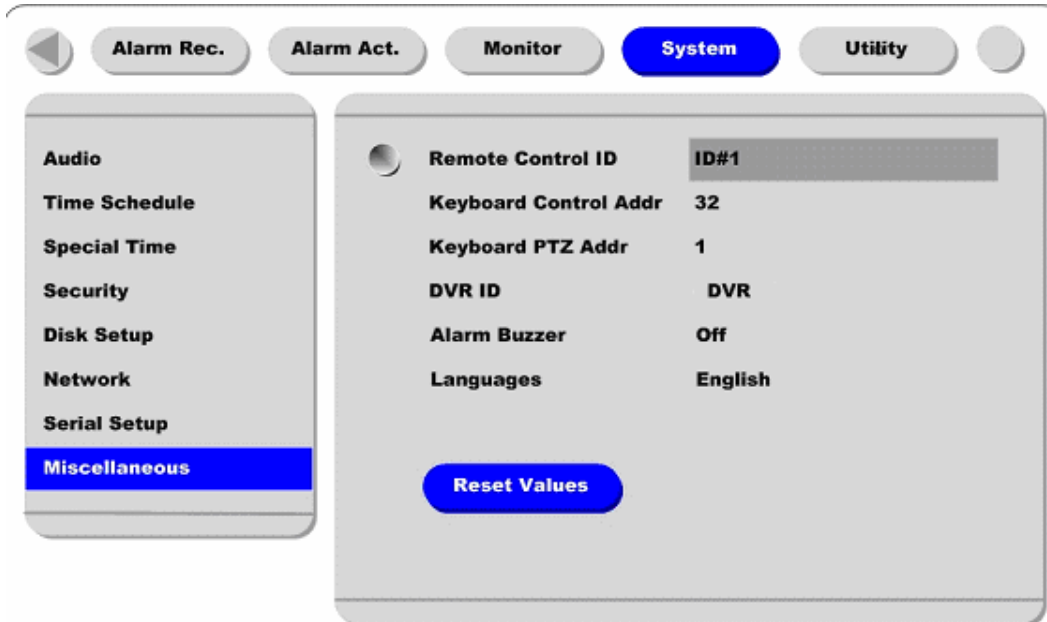 Alarm Rec. Alarm Act. Monitor System Utility
Audio
Time Schedule
Special Time
Security
Disk Setup
Network
Serial Setup
Miscellaneous
Remote Control ID ID#1
Keyboard Control Addr 32
Keyboard PTZ Addr 1
DVR ID DVR
Alarm Buzzer Off
Languages English
Reset Values